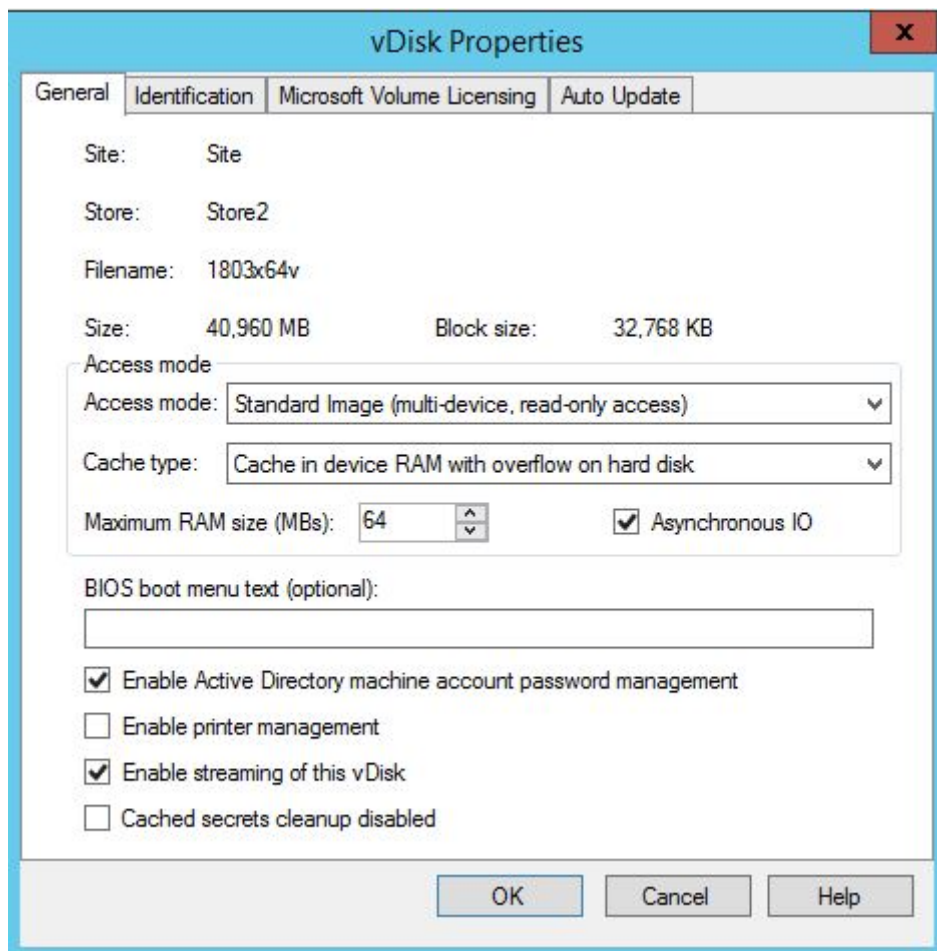 vDisk Properties
x
General Identification Microsoft Volume Licensing Auto Update
Site: Site
Store: Store2
Filename: 1803x64v
Size: 40,960 MB Block size: 32,768 KB
Access mode
Access mode: Standard Image (multi-device, read-only access)
Cache type: Cache in device RAM with overflow on hard disk
Maximum RAM size (MBs): 64 Asynchronous IO
BIOS boot menu text (optional):
Enable Active Directory machine account password management
Enable printer management
Enable streaming of this vDisk
Cached secrets cleanup disabled
OK Cancel Help